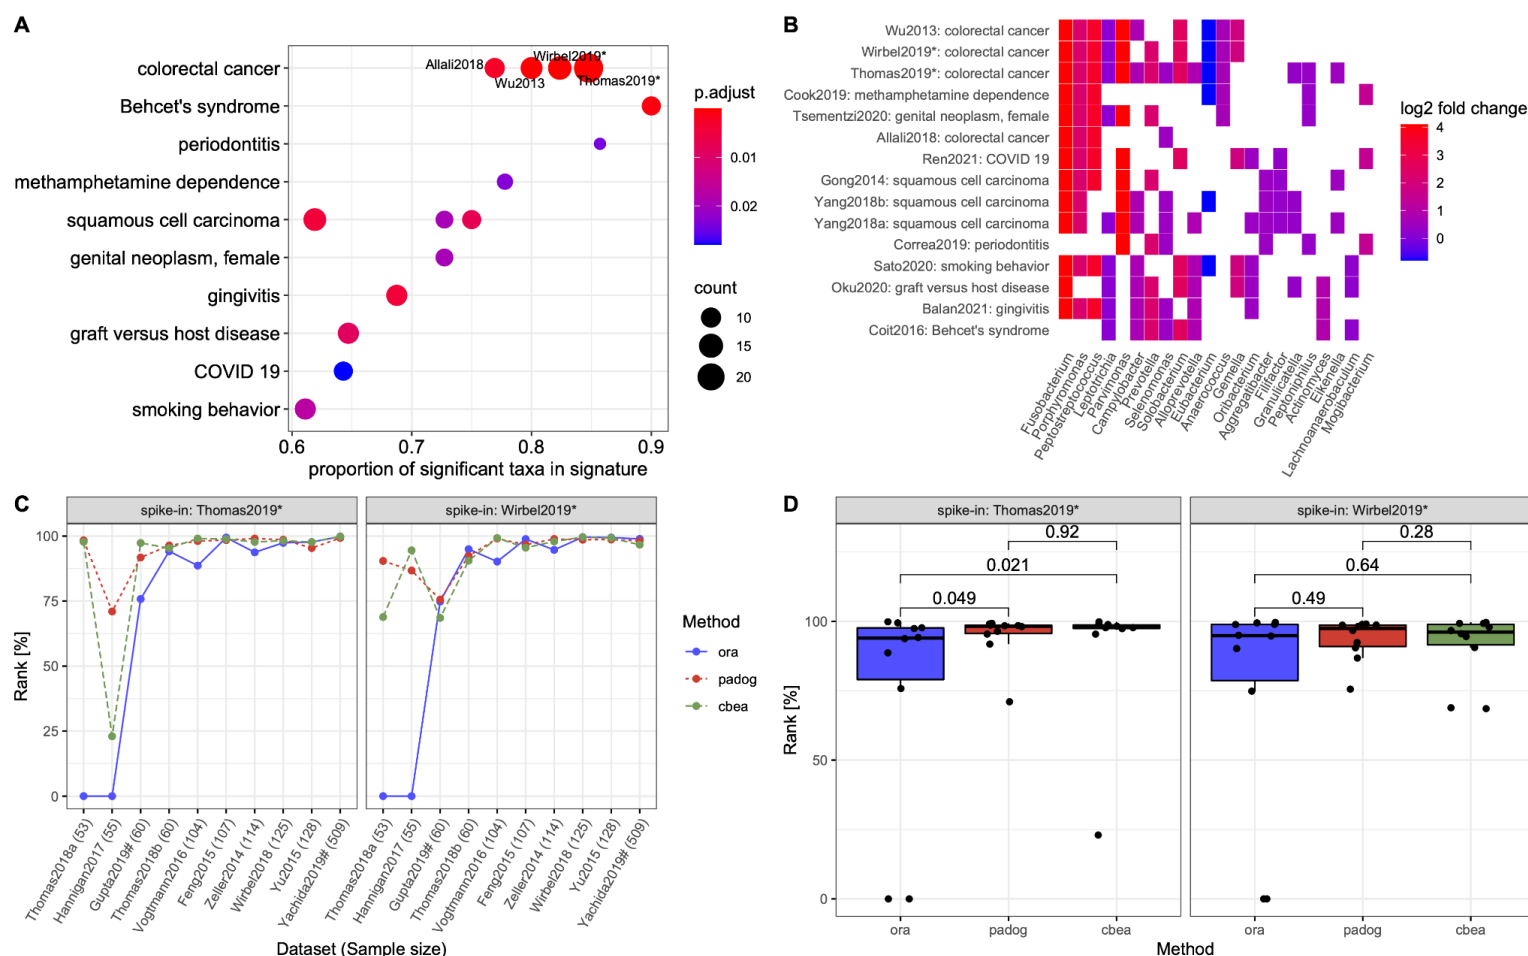 A
colorectal cancer
Behcet's syndrome
periodontitis
methamphetamine dependence
squamous cell carcinoma
genital neoplasm, female
gingivitis
graft versus host disease
COVID 19
smoking behavior
Allali2018
Wu2013
Wirbel2019*
Thomas2019*
0.6 0.7 0.8 0.9
proportion of significant taxa in signature
p.adjust
0.01
0.02
count
10
15
20
B
Wu2013: colorectal cancer
Wirbel2019*: colorectal cancer
Thomas2019*: colorectal cancer
Cook2019: methamphetamine dependence
Tsementzi2020: genital neoplasm, female
Allali2018: colorectal cancer
Ren2021: COVID 19
Gong2014: squamous cell carcinoma
Yang2018b: squamous cell carcinoma
Yang2018a: squamous cell carcinoma
Correa2019: periodontitis
Sato2020: smoking behavior
Oku2020: graft versus host disease
Balan2021: gingivitis
Coit2016: Behcet's syndrome
Fusobacterium
Porphyromonas
Peptostreptococcus
Leptotrichia
Parvimonas
Campylobacter
Prevotella
Selenomonas
Solobacterium
Alloprevotella
Eubacterium
Anaerococcus
Gemella
Oribacterium
Aggregatibacter
Filifactor
Granulicatella
Peptoniphilus
Actinomyces
Eikenella
Lachnoanaerobaculum
Mogibacterium
log2 fold change
4
3
2
1
0
C
spike-in: Thomas2019*
spike-in: Wirbel2019*
Rank [%]
100
75
50
25
0
Thomas2018a (53)
Hannigan2017 (55)
Gupta2019# (60)
Thomas2018b (60)
Vogtmann2016 (104)
Feng2015 (107)
Zeller2014 (114)
Wirbel2018 (125)
Yu2015 (128)
Yachida2019# (509)
Thomas2018a (53)
Hannigan2017 (55)
Gupta2019# (60)
Thomas2018b (60)
Vogtmann2016 (104)
Feng2015 (107)
Zeller2014 (114)
Wirbel2018 (125)
Yu2015 (128)
Yachida2019# (509)
Dataset (Sample size)
Method
ora
padog
cbea
D
spike-in: Thomas2019*
spike-in: Wirbel2019*
Rank [%]
100
50
0
0.92
0.021
0.049
0.28
0.64
0.49
ora padog cbea
ora padog cbea
Method